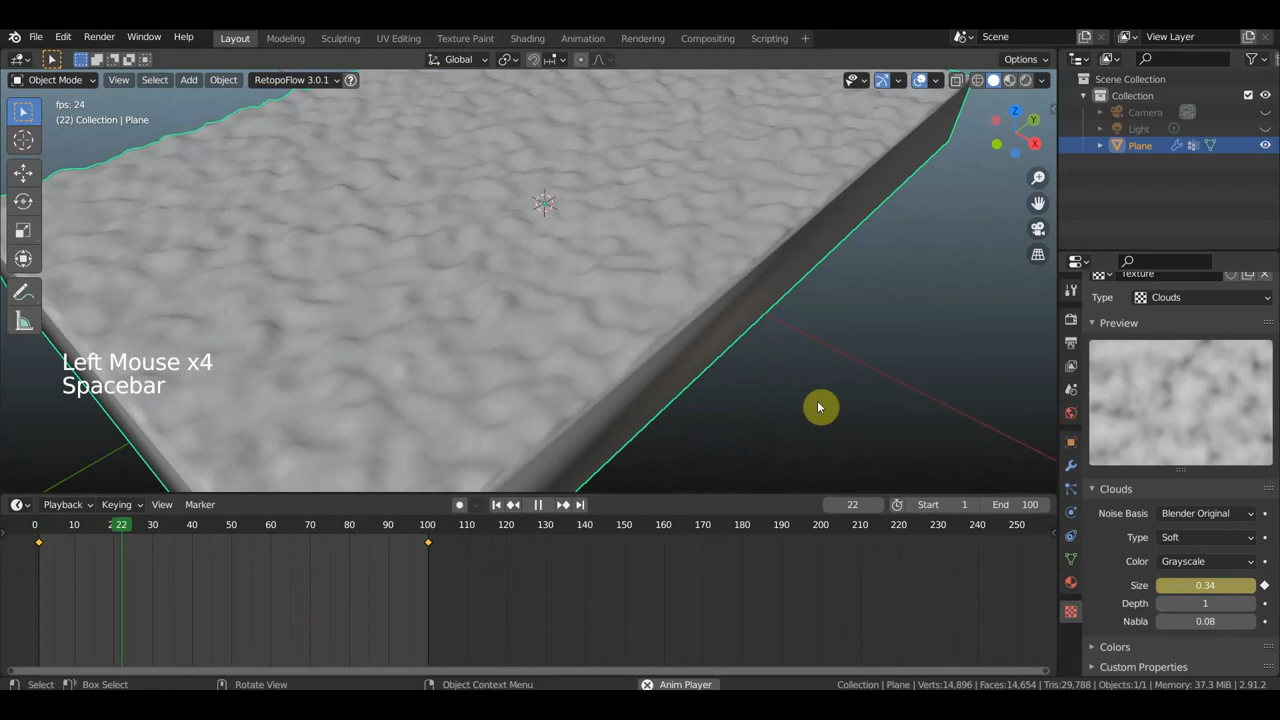 File Edit Render Window Help Layout Modeling Sculpting UV Editing Texture Paint Shading Animation Rendering Compositing Scripting + Scene View Layer
Global Options
Object Mode View Select Add Object RetopoFlow 3.0.1
fps: 24
(22) Collection | Plane
Z
Y
X
Left Mouse x4
Spacebar
Scene Collection
Collection
Camera
Light
Plane
Texture
Type Clouds
Preview
Clouds
Noise Basis Blender Original
Type Soft
Color Grayscale
Size 0.34
Depth 1
Nabla 0.08
Colors
Custom Properties
Playback Keying View Marker 22 Start 1 End 100
0 10 22 30 40 50 60 70 80 90 100 110 120 130 140 150 160 170 180 190 200 210 220 230 240 250
Select Box Select Rotate View Object Context Menu Anim Player Collection | Plane | Verts:14,896 | Faces:14,654 | Tris:29,788 | Objects:1/1 | Memory: 37.3 MiB | 2.91.2